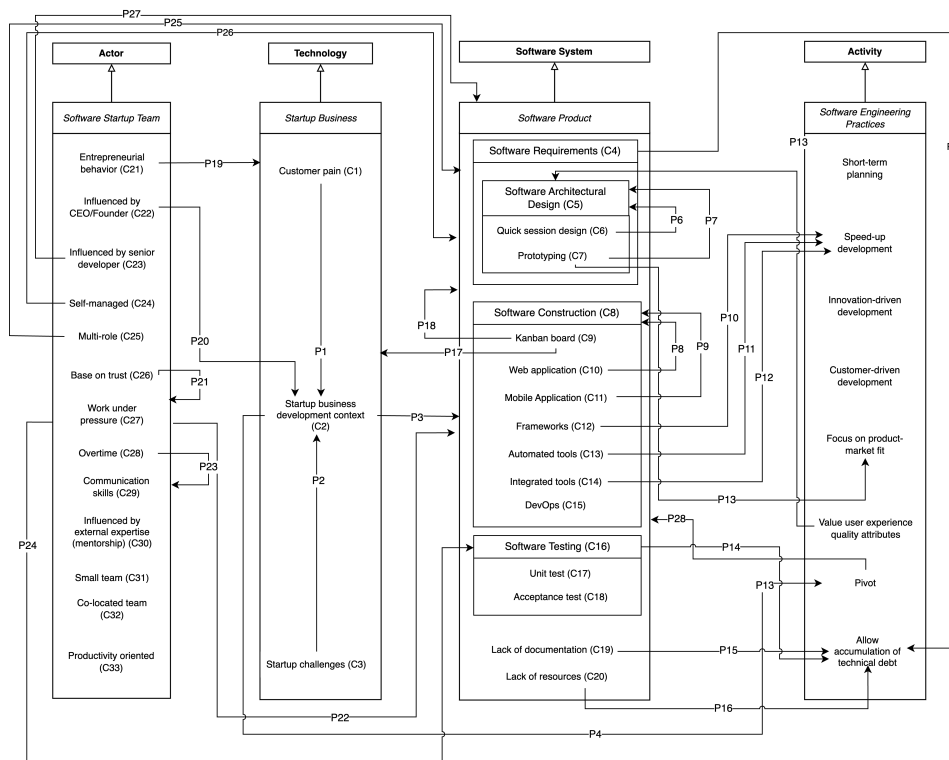 P27
P25
P26
Actor
Technology
Software System
Activity
Software Startup Team
Startup Business
Software Product
Software Engineering
Practices
P13
Entrepreneurial
behavior (C21)
P19
Influenced by
CEO/Founder (C22)
Influenced by senior
developer (C23)
Self-managed (C24)
Multi-role (C25)
P20
Base on trust (C26)
P21
Work under
pressure (C27)
Overtime (C28)
P23
Communication
skills (C29)
P24
Influenced by
external expertise
(mentorship) (C30)
Small team (C31)
Co-located team
(C32)
Productivity oriented
(C33)
P22
Customer pain (C1)
P1
Startup business
development context
(C2)
P3
P2
Startup challenges (C3)
P4
P17
P18
Software Requirements (C4)
Software Architectural
Design (C5)
Quick session design (C6)
P6
P7
Prototyping (C7)
Software Construction (C8)
Kanban board (C9)
P8
P9
Web application (C10)
Mobile Application (C11)
Frameworks (C12)
Automated tools (C13)
Integrated tools (C14)
DevOps (C15)
P10
P11
P12
P13
P28
Software Testing (C16)
P14
Unit test (C17)
Acceptance test (C18)
P13
Lack of documentation (C19)
P15
Lack of resources (C20)
P16
Short-term
planning
Speed-up
development
Innovation-driven
development
Customer-driven
development
Focus on product-
market fit
Value user experience
quality attributes
Pivot
Allow
accumulation of
technical debt